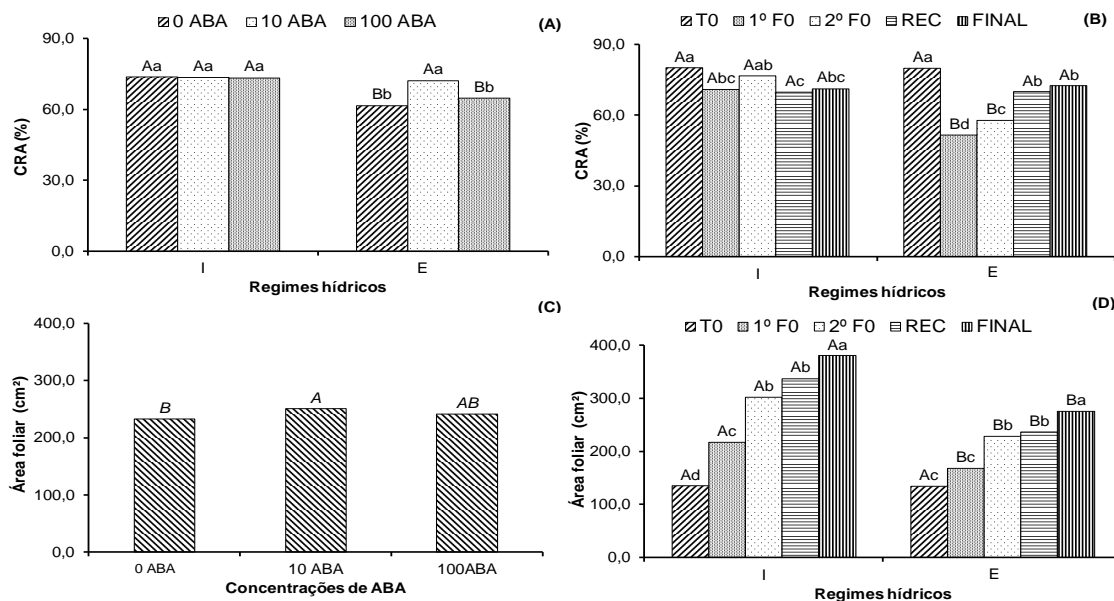 0 ABA 10 ABA 100 ABA
(A)
90,0
60,0
30,0
0,0
CRA (%)
Aa Aa Aa
Bb Aa Bb
I E
Regimes hídricos
T0 1º F0 2º F0 REC FINAL
(B)
90,0
60,0
30,0
0,0
CRA (%)
Aa Abc Aab Ac Abc
Aa Bd Bc Ab Ab
I E
Regimes hídricos
(C)
400,0
300,0
200,0
100,0
0,0
Área foliar (cm²)
B A AB
0 ABA 10 ABA 100ABA
Concentrações de ABA
(D)
T0 1º F0 2º F0 REC FINAL
400,0
300,0
200,0
100,0
0,0
Área foliar (cm²)
Ad Ac Ab Ab Aa
Ac Bc Bb Bb Ba
I E
Regimes hídricos